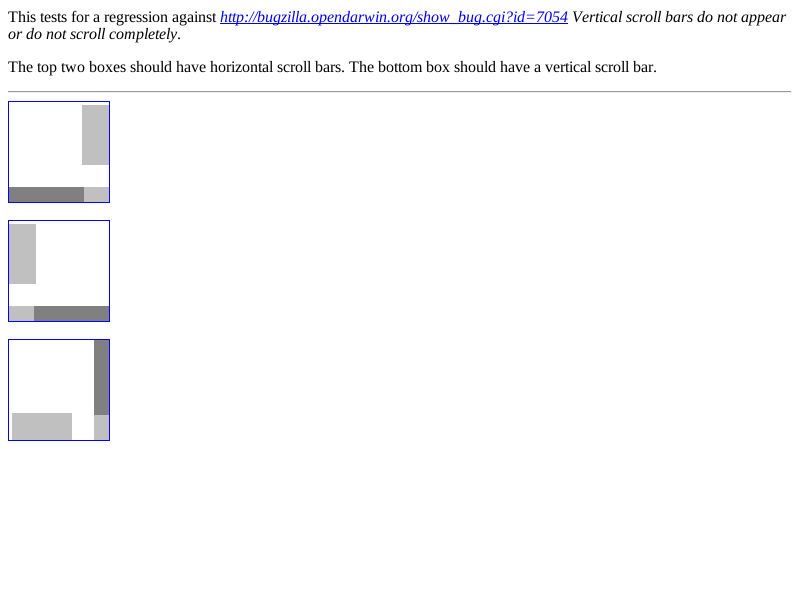 This tests for a regression against http://bugzilla.opendarwin.org/show_bug.cgi?id=7054 Vertical scroll bars do not appear
or do not scroll completely.
The top two boxes should have horizontal scroll bars. The bottom box should have a vertical scroll bar.